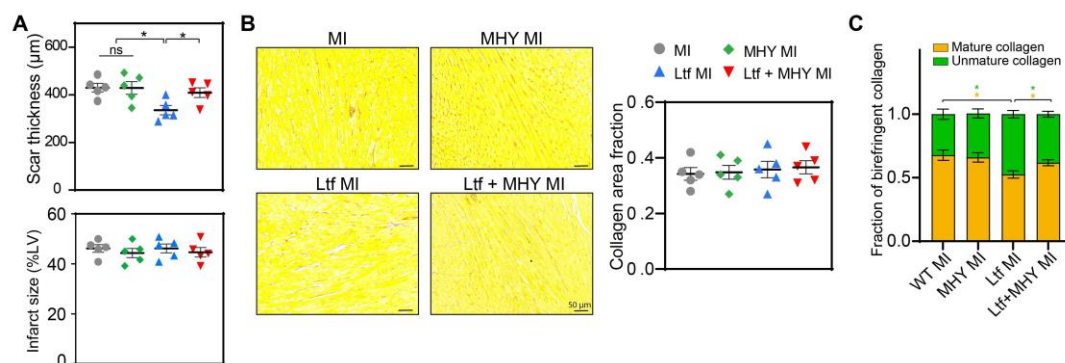 A
Scar thickness (µm)
600
400
200
0
*
*
ns
Infarct size (%LV)
60
40
20
0
B
MI
MHY MI
Ltf MI
Ltf + MHY MI
50 µm
MI
MHY MI
Ltf MI
Ltf + MHY MI
Collagen area fraction
0.6
0.4
0.2
0.0
C
Mature collagen
Unmature collagen
Fraction of birefringent collagen
1.0
0.5
0.0
*
*
*
*
WT MI
MHY MI
Ltf MI
Ltf+MHY MI